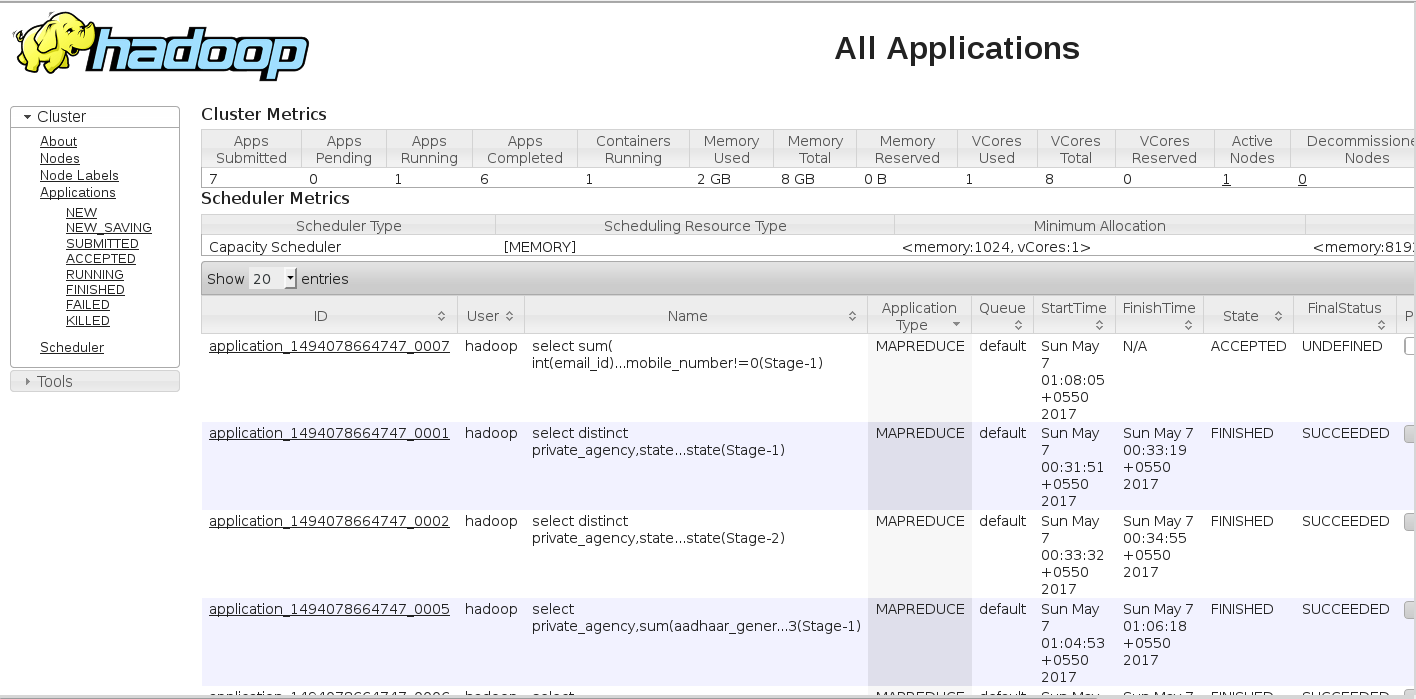 hadoop
All Applications
Cluster
About
Nodes
Node Labels
Applications
NEW
NEW_SAVING
SUBMITTED
ACCEPTED
RUNNING
FINISHED
FAILED
KILLED
Scheduler
Tools
Cluster Metrics
Apps Submitted Apps Pending Apps Running Apps Completed Containers Running Memory Used Memory Total Memory Reserved VCores Used VCores Total VCores Reserved Active Nodes Decommissione Nodes
7 0 1 6 1 2 GB 8 GB 0 B 1 8 0 1 0
Scheduler Metrics
Scheduler Type Scheduling Resource Type Minimum Allocation
Capacity Scheduler [MEMORY] <memory:1024, vCores:1> <memory:819
Show 20 entries
ID User Name Application Type Queue StartTime FinishTime State FinalStatus P
application_1494078664747_0007 hadoop select sum( MAPREDUCE default Sun May N/A ACCEPTED UNDEFINED
int(email_id)...mobile_number!=0(Stage-1) 7
01:08:05
+0550
2017
application_1494078664747_0001 hadoop select distinct MAPREDUCE default Sun May Sun May 7 FINISHED SUCCEEDED
private_agency,state...state(Stage-1) 7 00:33:19
00:31:51 +0550
+0550 2017
2017
application_1494078664747_0002 hadoop select distinct MAPREDUCE default Sun May Sun May 7 FINISHED SUCCEEDED
private_agency,state...state(Stage-2) 7 00:34:55
00:33:32 +0550
+0550 2017
2017
application_1494078664747_0005 hadoop select MAPREDUCE default Sun May Sun May 7 FINISHED SUCCEEDED
private_agency,sum(aadhaar_gener...3(Stage-1) 7 01:06:18
01:04:53 +0550
+0550 2017
2017